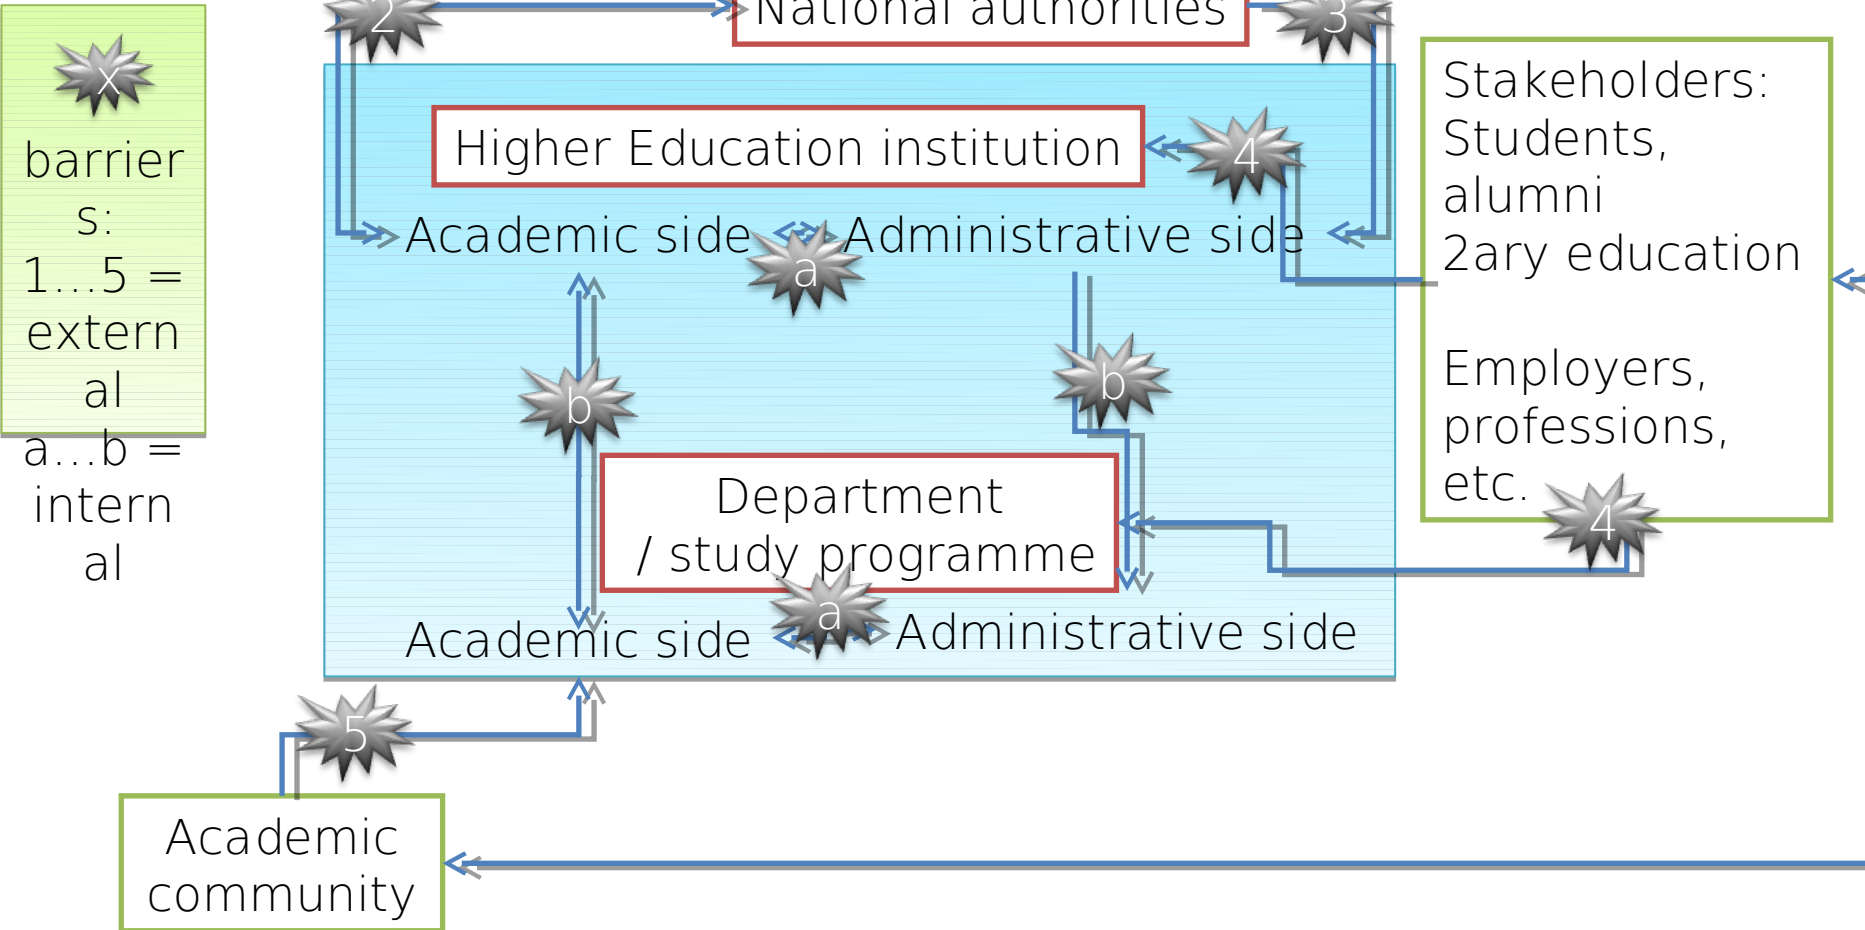 2
National authorities
3
x
barrier
s:
1...5 =
extern
al
a...b =
intern
al
Higher Education institution
4
Academic side
a
Administrative side
b
b
Department
/ study programme
a
Academic side
Administrative side
Stakeholders:
Students,
alumni
2ary education
Employers,
professions,
etc.
4
5
Academic
community